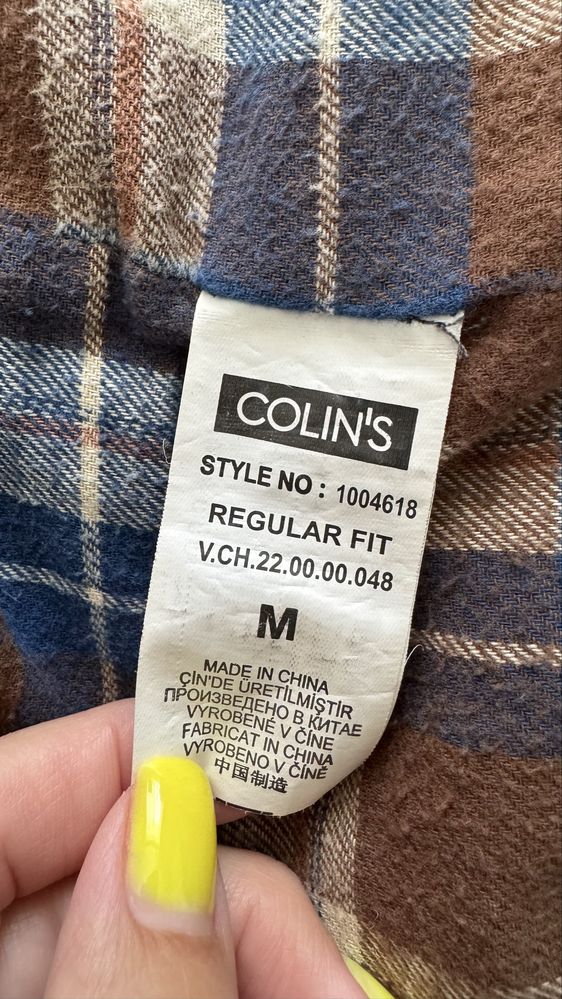 COLIN'S
STYLE NO : 1004618
REGULAR FIT
V.CH.22.00.00.048
M
MADE IN CHINA
ÇİN'DE ÜRETİLMİŞTİR
ПРОИЗВЕДЕНО В КИТАЕ
VYROBENÉ V ČÍNE
FABRICAT IN CHINA
VYROBENO V ČÍNĚ
中国制造